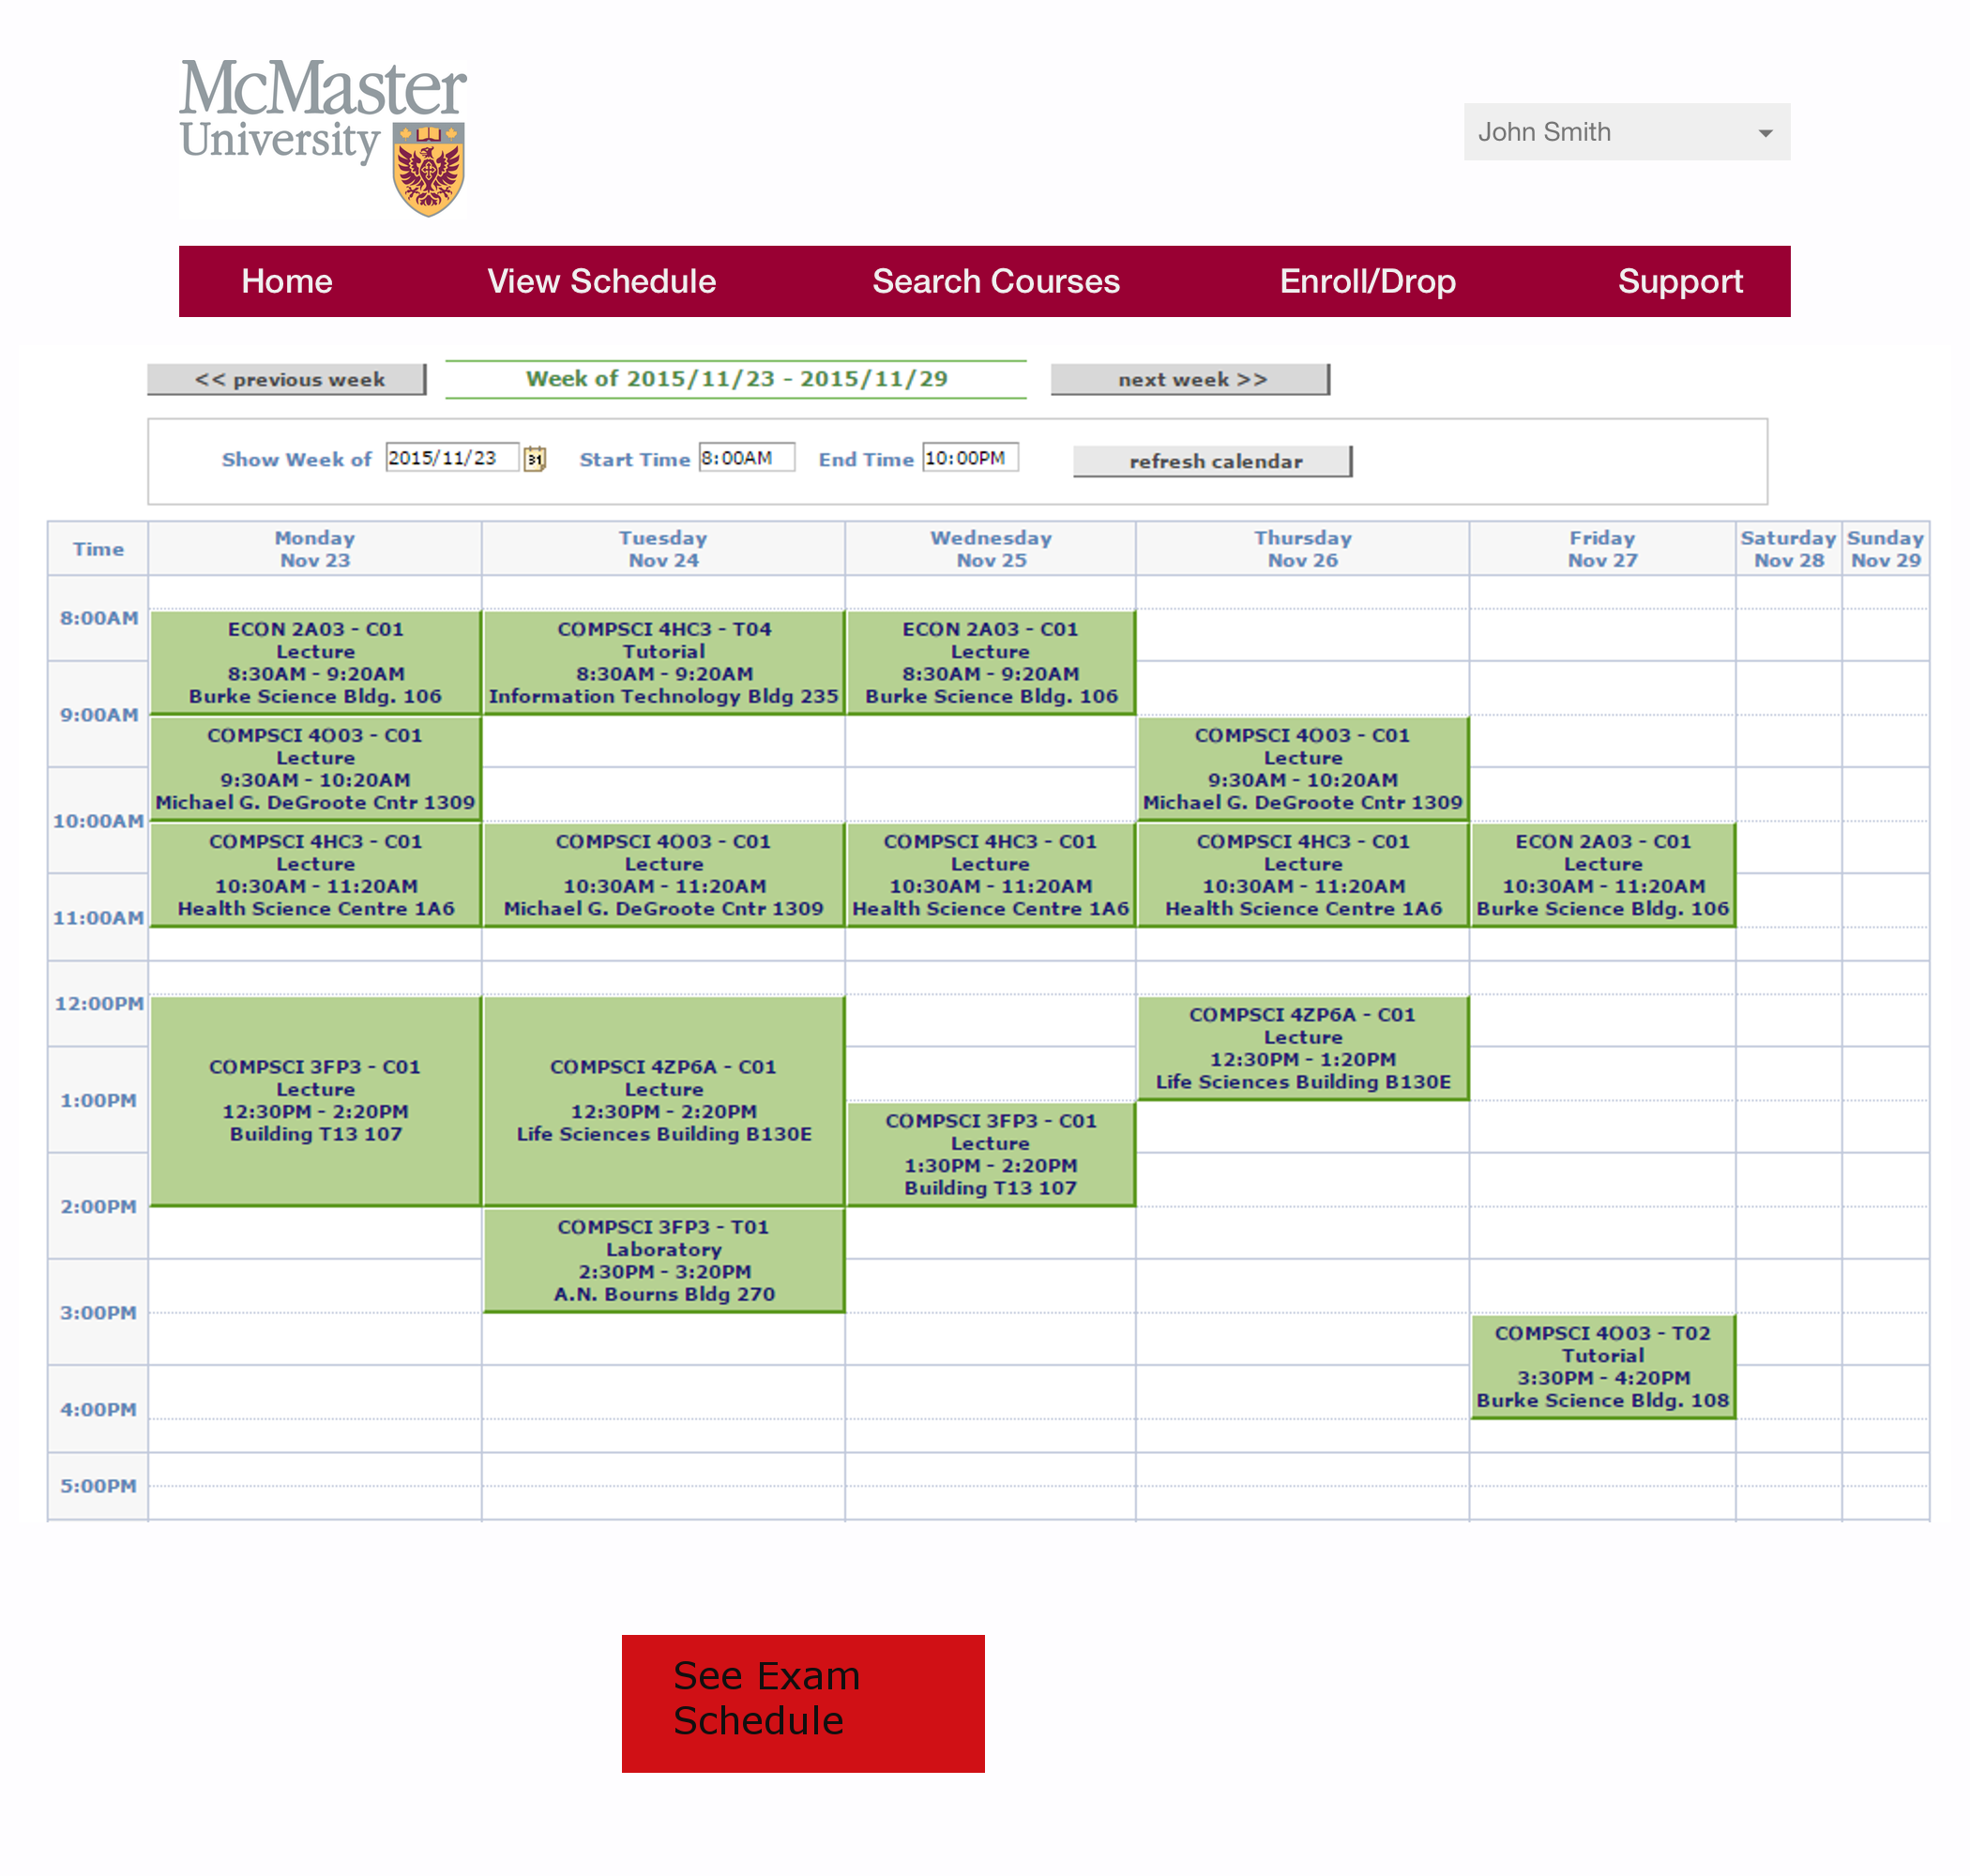 McMaster
University
John Smith
Home View Schedule Search Courses Enroll/Drop Support
<< previous week Week of 2015/11/23 - 2015/11/29 next week >>
Show Week of 2015/11/23 31 Start Time 8:00AM End Time 10:00PM refresh calendar
Time
Monday
Nov 23
Tuesday
Nov 24
Wednesday
Nov 25
Thursday
Nov 26
Friday
Nov 27
Saturday
Nov 28
Sunday
Nov 29
8:00AM
ECON 2A03 - C01
Lecture
8:30AM - 9:20AM
Burke Science Bldg. 106
COMPSCI 4HC3 - T04
Tutorial
8:30AM - 9:20AM
Information Technology Bldg 235
ECON 2A03 - C01
Lecture
8:30AM - 9:20AM
Burke Science Bldg. 106
9:00AM
COMPSCI 4O03 - C01
Lecture
9:30AM - 10:20AM
Michael G. DeGroote Cntr 1309
COMPSCI 4O03 - C01
Lecture
9:30AM - 10:20AM
Michael G. DeGroote Cntr 1309
10:00AM
COMPSCI 4HC3 - C01
Lecture
10:30AM - 11:20AM
Health Science Centre 1A6
COMPSCI 4O03 - C01
Lecture
10:30AM - 11:20AM
Michael G. DeGroote Cntr 1309
COMPSCI 4HC3 - C01
Lecture
10:30AM - 11:20AM
Health Science Centre 1A6
COMPSCI 4HC3 - C01
Lecture
10:30AM - 11:20AM
Health Science Centre 1A6
ECON 2A03 - C01
Lecture
10:30AM - 11:20AM
Burke Science Bldg. 106
11:00AM
12:00PM
COMPSCI 3FP3 - C01
Lecture
12:30PM - 2:20PM
Building T13 107
COMPSCI 4ZP6A - C01
Lecture
12:30PM - 2:20PM
Life Sciences Building B130E
COMPSCI 4ZP6A - C01
Lecture
12:30PM - 1:20PM
Life Sciences Building B130E
1:00PM
COMPSCI 3FP3 - C01
Lecture
1:30PM - 2:20PM
Building T13 107
2:00PM
COMPSCI 3FP3 - T01
Laboratory
2:30PM - 3:20PM
A.N. Bourns Bldg 270
3:00PM
COMPSCI 4O03 - T02
Tutorial
3:30PM - 4:20PM
Burke Science Bldg. 108
4:00PM
5:00PM
See Exam
Schedule